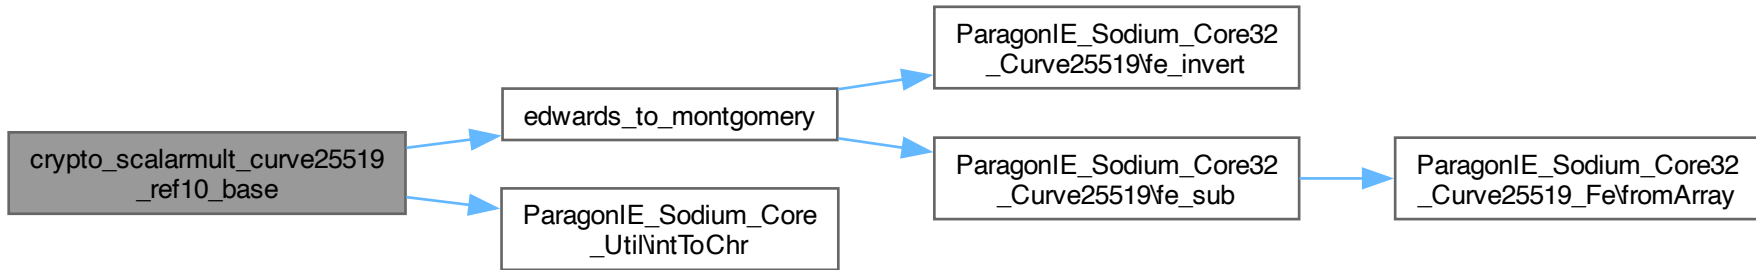 crypto_scalarmult_curve25519
_ref10_base
edwards_to_montgomery
ParagonIE_Sodium_Core
_Util\intToChr
ParagonIE_Sodium_Core32
_Curve25519\fe_invert
ParagonIE_Sodium_Core32
_Curve25519\fe_sub
ParagonIE_Sodium_Core32
_Curve25519_Fe\fromArray